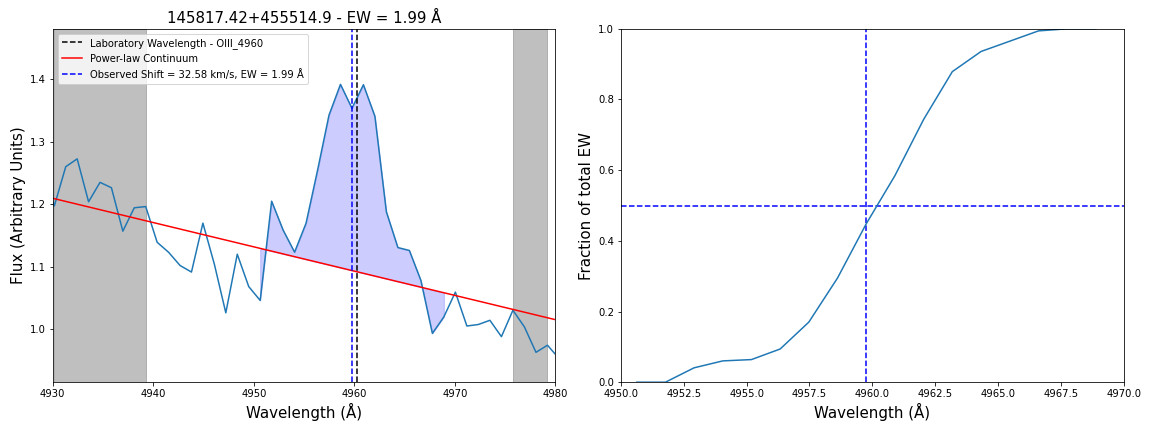 145817.42+455514.9 - EW = 1.99 Å
Laboratory Wavelength - OIII_4960
Power-law Continuum
Observed Shift = 32.58 km/s, EW = 1.99 Å
Flux (Arbitrary Units)
1.4
1.3
1.2
1.1
1.0
4930 4940 4950 4960 4970 4980
Wavelength (Å)
Fraction of total EW
1.0
0.8
0.6
0.4
0.2
0.0
4950.0 4952.5 4955.0 4957.5 4960.0 4962.5 4965.0 4967.5 4970.0
Wavelength (Å)